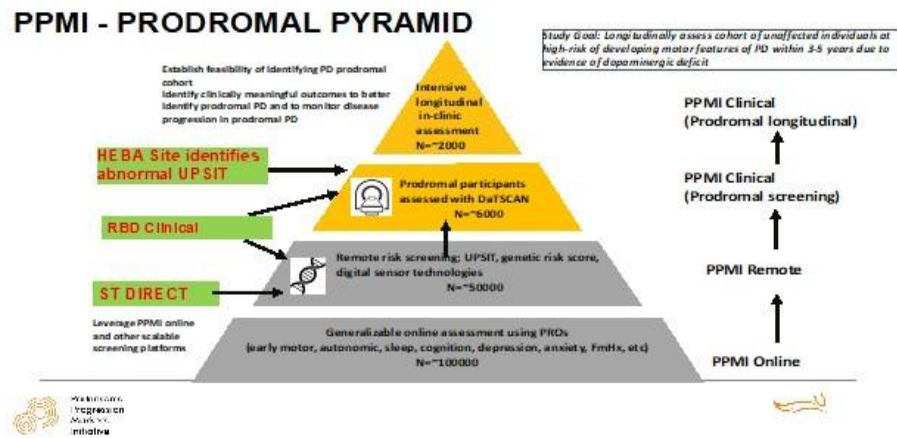 PPMI - PRODROMAL PYRAMID
Study Goal: Longitudinally assess cohort of unaffected individuals at
high-risk of developing motor features of PD within 3-5 years due to
evidence of dopaminergic deficit
Establish feasibility of identifying PD prodromal
cohort
Identify clinically meaningful outcomes to better
identify prodromal PD and to monitor disease
progression in prodromal PD
Intensive
longitudinal
in-clinic
assessment
N=~2000
PPMI Clinical
(Prodromal longitudinal)
HEBA Site identifies
abnormal UPSIT
Prodromal participants
assessed with DaTSCAN
N=~6000
PPMI Clinical
(Prodromal screening)
RBD Clinical
Remote risk screening; UPSIT, genetic risk score,
digital sensor technologies
N=~50000
PPMI Remote
ST DIRECT
Leverage PPMI online
and other scalable
screening platforms
Generalizable online assessment using PROs
(early motor, autonomic, sleep, cognition, depression, anxiety, FmHx, etc)
N=~100000
PPMI Online
Parkinson's
Progression
Markers
Initiative